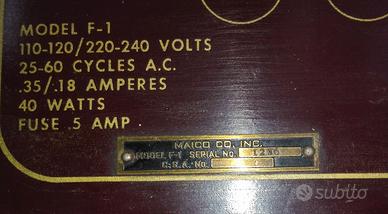 MODEL F-1
110-120/220-240 VOLTS
25-60 CYCLES A.C.
.35/.18 AMPERES
40 WATTS
FUSE .5 AMP
MAICO CO. INC.
MODEL F-1 SERIAL NO.
C.S.A. No.
subito